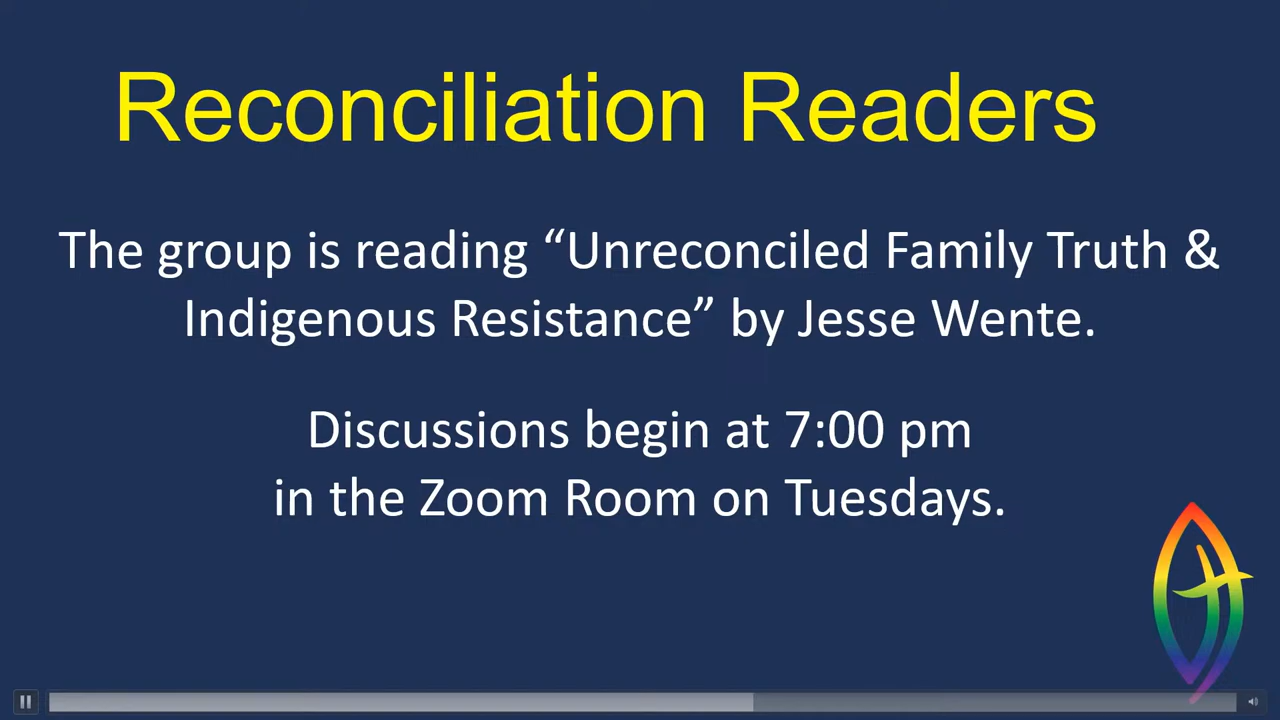 Reconciliation Readers
The group is reading “Unreconciled Family Truth &
Indigenous Resistance” by Jesse Wente.
Discussions begin at 7:00 pm
in the Zoom Room on Tuesdays.